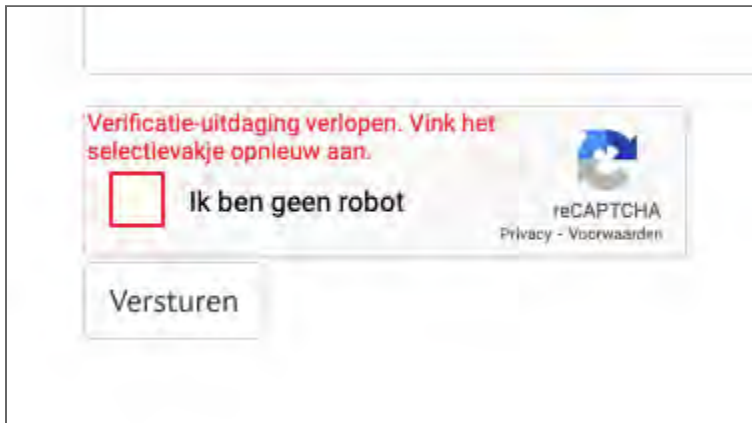 Verificatie-uitdaging verlopen. Vink het
selectievakje opnieuw aan.
Ik ben geen robot
reCAPTCHA
Privacy - Voorwaarden
Versturen